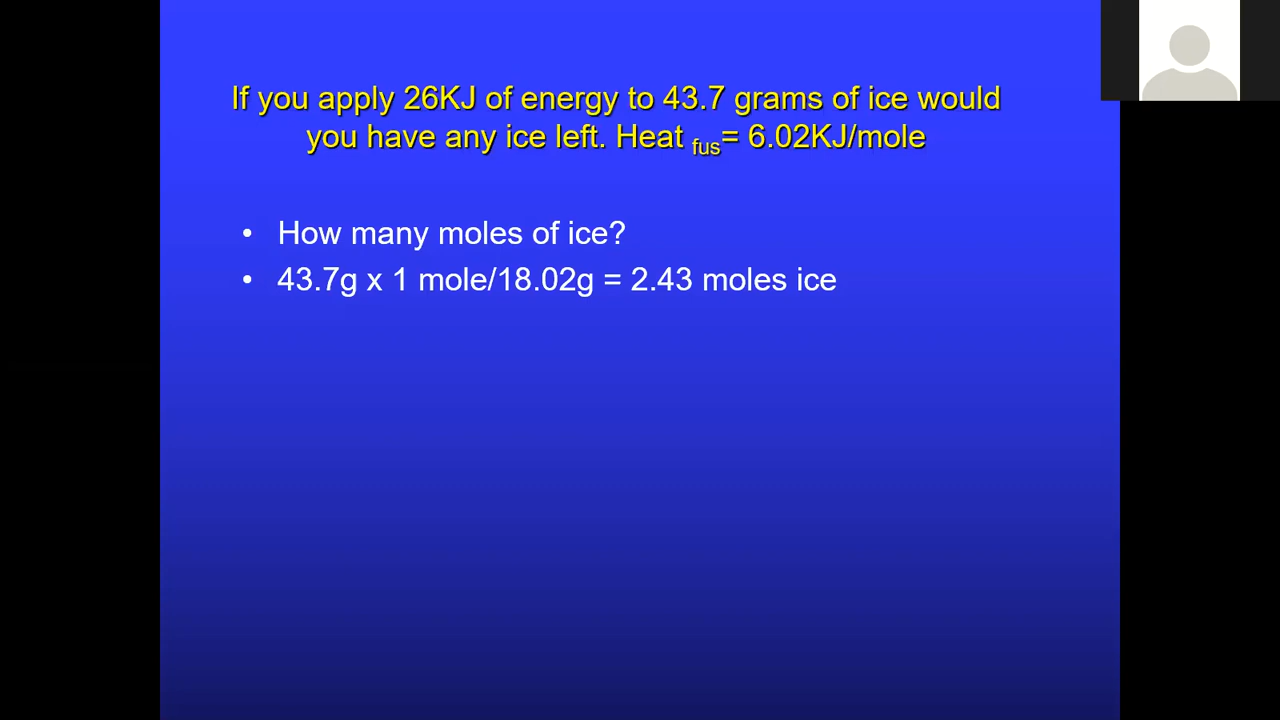 If you apply 26KJ of energy to 43.7 grams of ice would
you have any ice left. Heat fus= 6.02KJ/mole
• How many moles of ice?
• 43.7g x 1 mole/18.02g = 2.43 moles ice